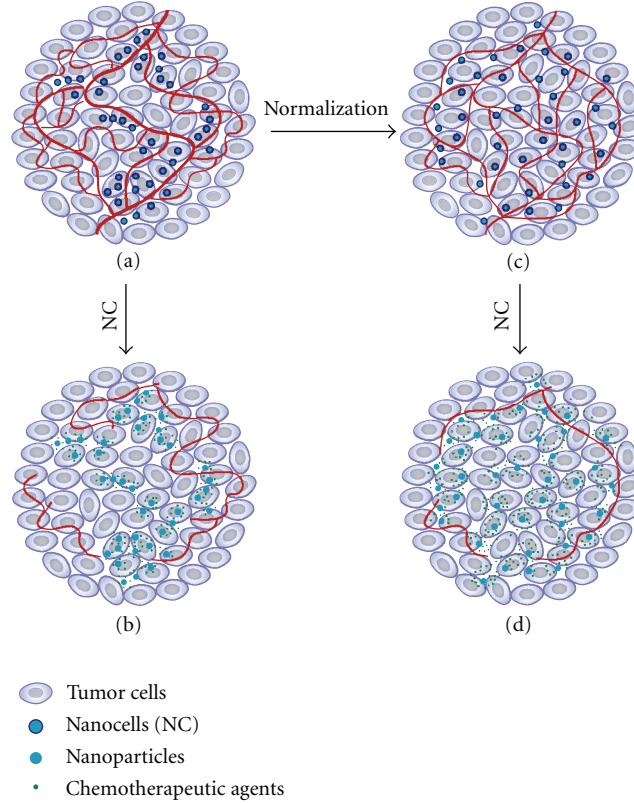 Normalization
(a)
(c)
NC
NC
(b)
(d)
Tumor cells
Nanocells (NC)
Nanoparticles
Chemotherapeutic agents